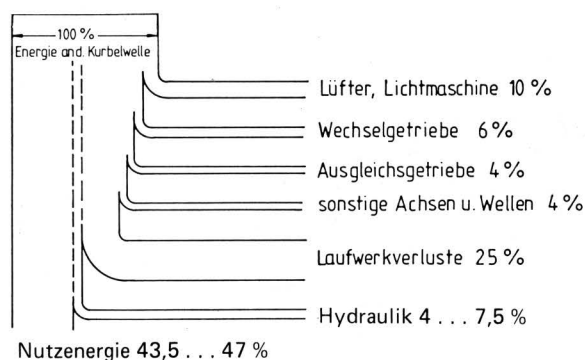 100 %
Energie and. Kurbelwelle
Lüfter, Lichtmaschine 10 %
Wechselgetriebe 6 %
Ausgleichsgetriebe 4 %
sonstige Achsen u. Wellen 4 %
Laufwerkverluste 25 %
Hydraulik 4 ... 7,5 %
Nutzenergie 43,5 ... 47 %